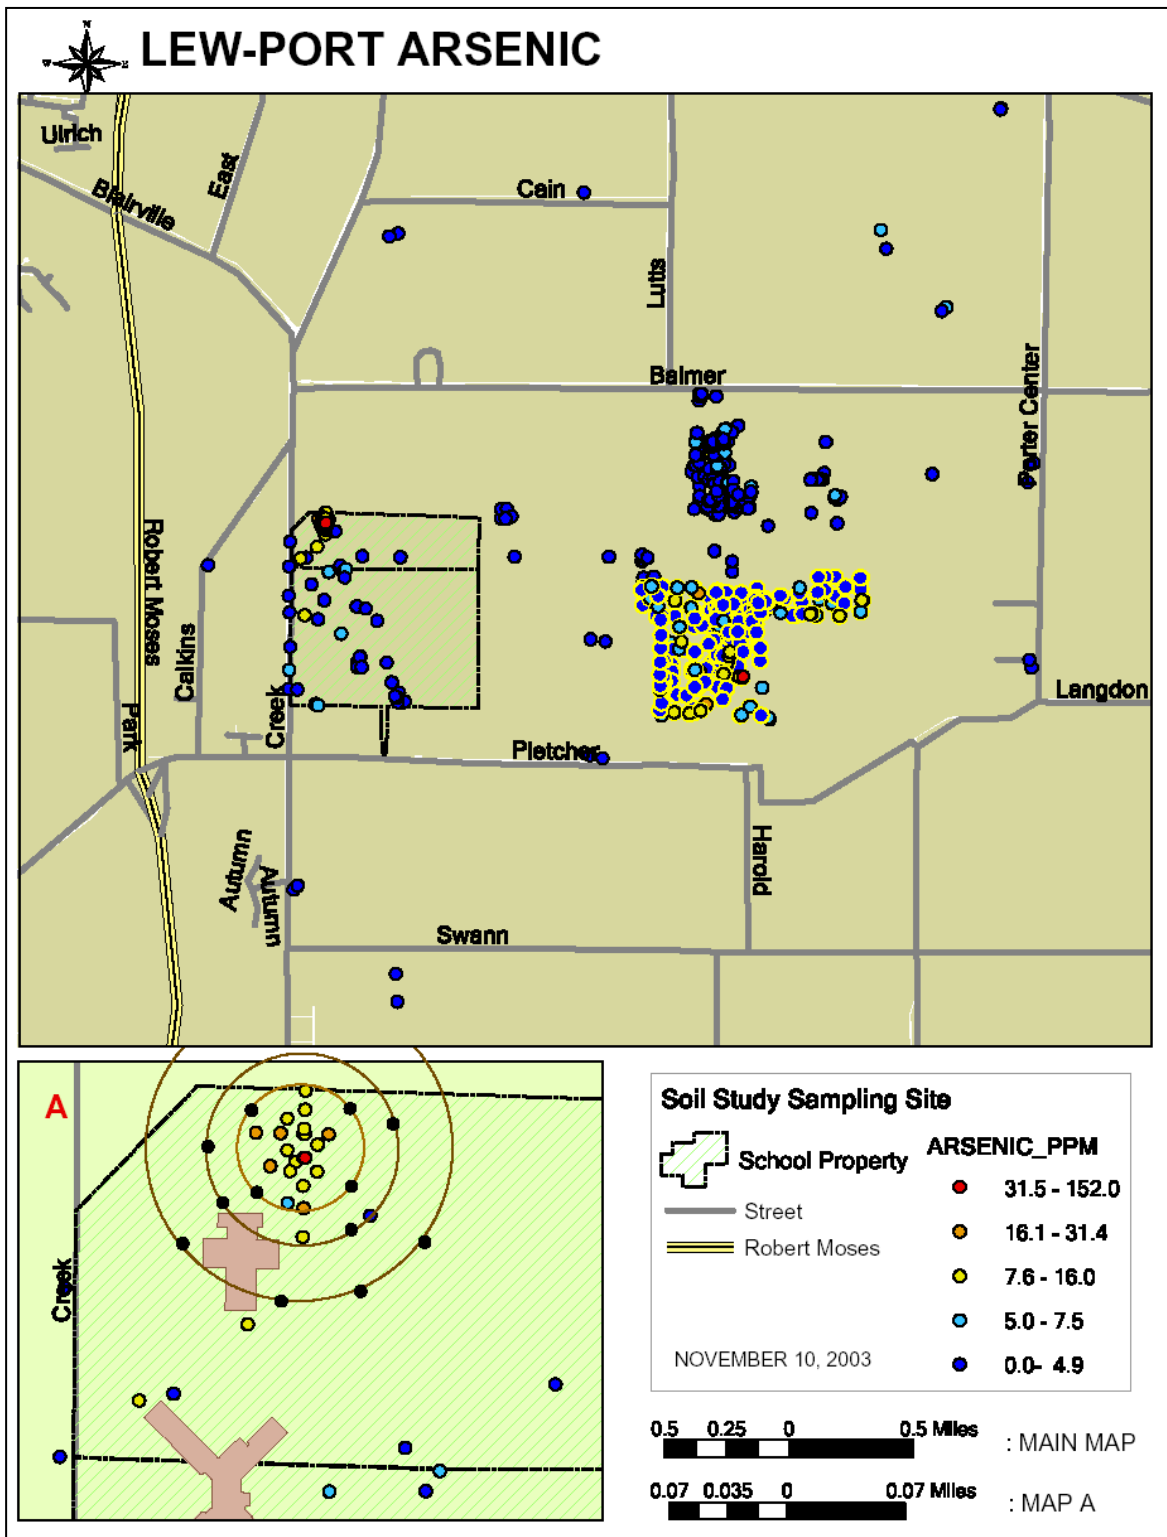 N
W E
S
LEW-PORT ARSENIC
Ulrich
East
Blairville
Cain
Lutts
Balmer
Porter Center
Robert Moses
Calkins
Creek
Park
Pletcher
Langdon
Harold
Autumn
Autumn
Swann
A
Creek
Soil Study Sampling Site
School Property
Street
Robert Moses
NOVEMBER 10, 2003
ARSENIC_PPM
31.5 - 152.0
16.1 - 31.4
7.6 - 16.0
5.0 - 7.5
0.0- 4.9
0.5 0.25 0 0.5 Miles
: MAIN MAP
0.07 0.035 0 0.07 Miles
: MAP A